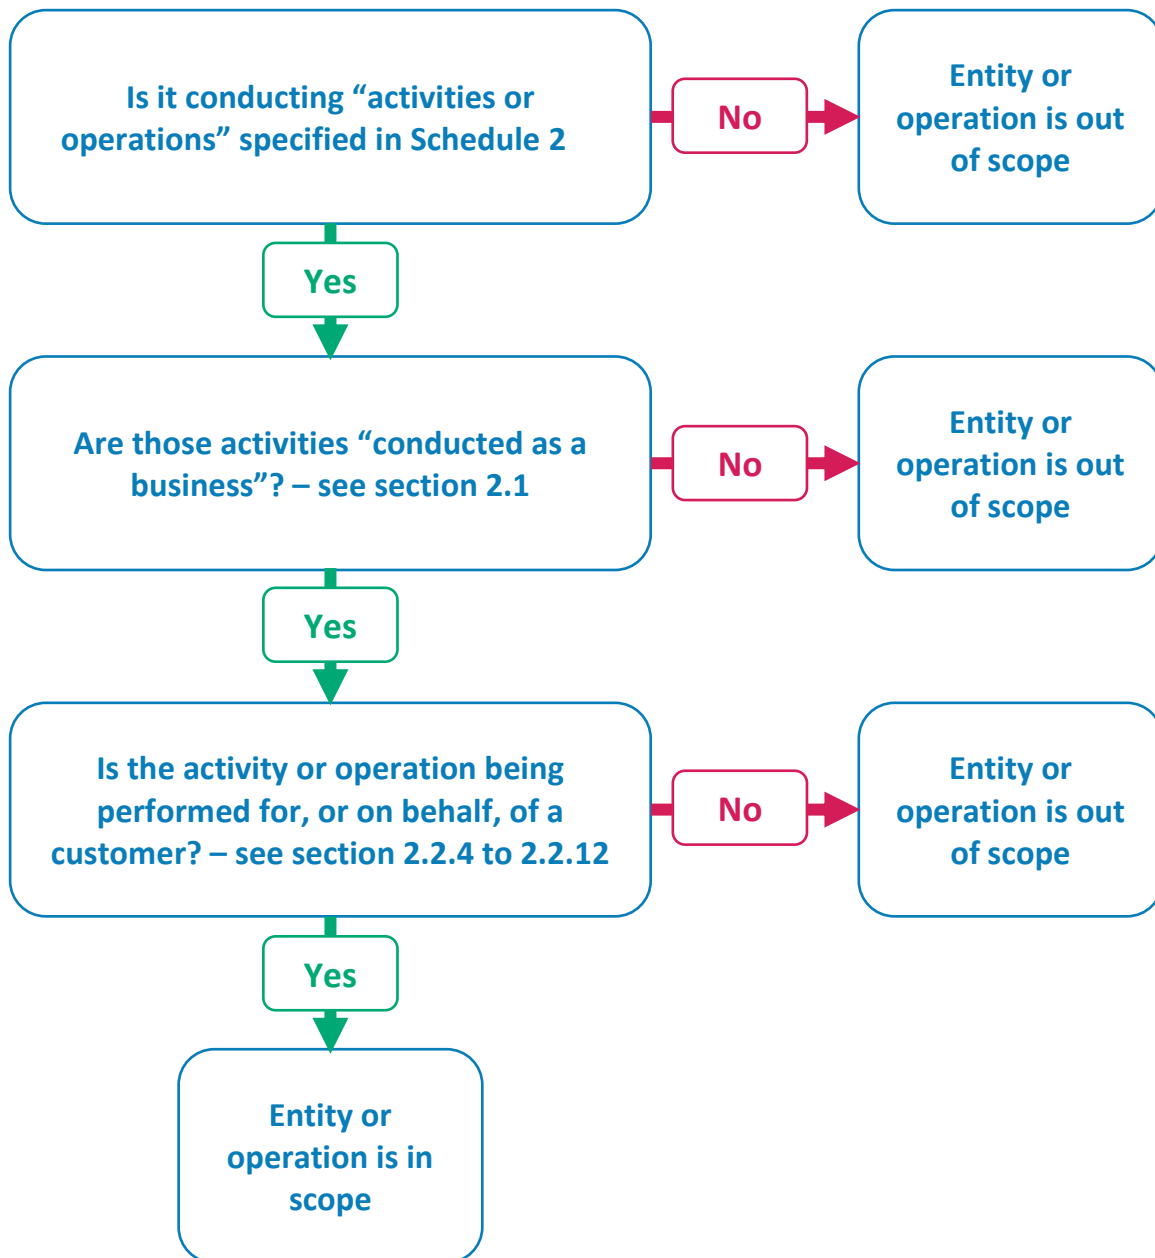 Is it conducting “activities or
operations” specified in Schedule 2
No
Entity or
operation is out
of scope
Yes
Are those activities “conducted as a
business”? – see section 2.1
No
Entity or
operation is out
of scope
Yes
Is the activity or operation being
performed for, or on behalf, of a
customer? – see section 2.2.4 to 2.2.12
No
Entity or
operation is out
of scope
Yes
Entity or
operation is in
scope